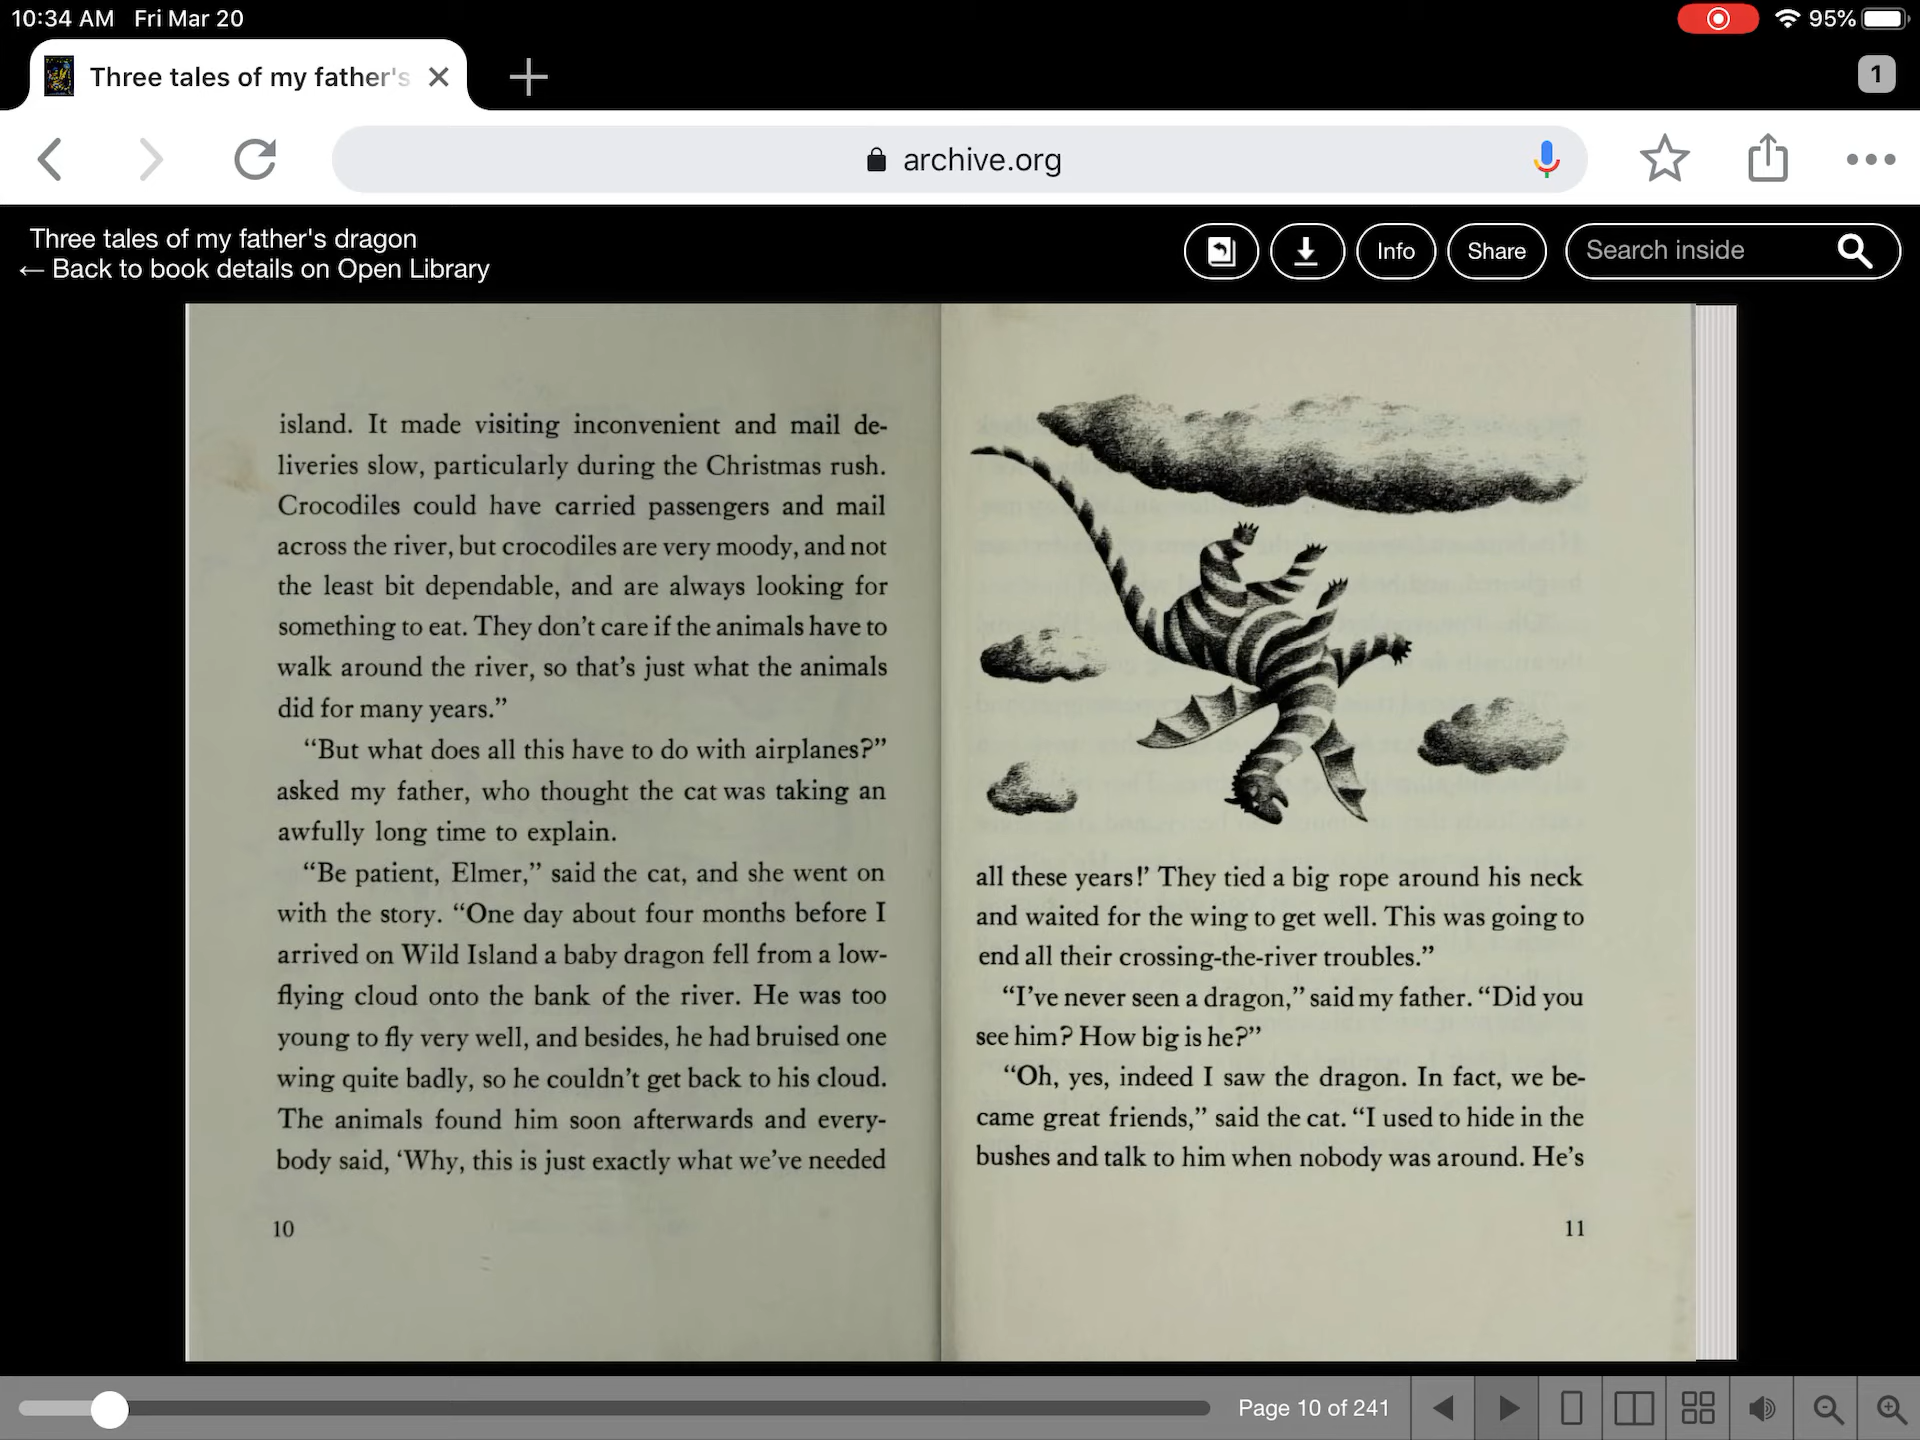 10:34 AM Fri Mar 20
95%
Three tales of my father's
1
archive.org
Three tales of my father's dragon
← Back to book details on Open Library
Info
Share
Search inside
island. It made visiting inconvenient and mail de-
liveries slow, particularly during the Christmas rush.
Crocodiles could have carried passengers and mail
across the river, but crocodiles are very moody, and not
the least bit dependable, and are always looking for
something to eat. They don't care if the animals have to
walk around the river, so that's just what the animals
did for many years.”
“But what does all this have to do with airplanes?”
asked my father, who thought the cat was taking an
awfully long time to explain.
“Be patient, Elmer,” said the cat, and she went on
with the story. “One day about four months before I
arrived on Wild Island a baby dragon fell from a low-
flying cloud onto the bank of the river. He was too
young to fly very well, and besides, he had bruised one
wing quite badly, so he couldn't get back to his cloud.
The animals found him soon afterwards and every-
body said, ‘Why, this is just exactly what we've needed
10
all these years!’ They tied a big rope around his neck
and waited for the wing to get well. This was going to
end all their crossing-the-river troubles.”
“I've never seen a dragon,” said my father. “Did you
see him? How big is he?”
“Oh, yes, indeed I saw the dragon. In fact, we be-
came great friends,” said the cat. “I used to hide in the
bushes and talk to him when nobody was around. He's
11
Page 10 of 241